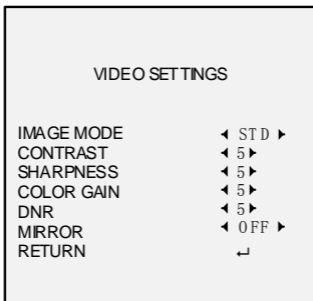 VIDEO SETTINGS
IMAGE MODE ◀ STD ▶
CONTRAST ◀ 5 ▶
SHARPNESS ◀ 5 ▶
COLOR GAIN ◀ 5 ▶
DNR ◀ 5 ▶
MIRROR ◀ OFF ▶
RETURN ↵